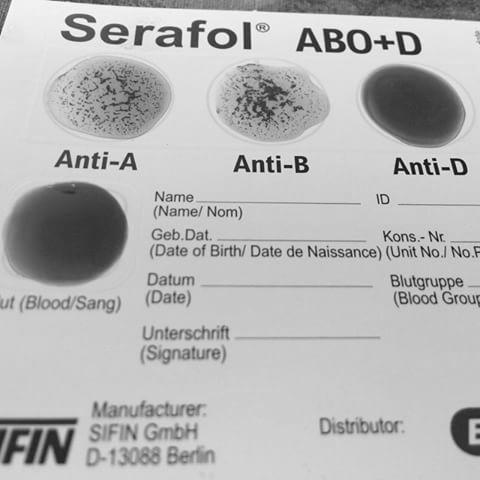 Serafol® ABO+D
Anti-A Anti-B Anti-D
Name ID
(Name/ Nom)
Geb.Dat. Kons.- Nr.
(Date of Birth/ Date de Naissance) (Unit No./ No.
Datum Blutgruppe
(Date) (Blood Group
(Blood/Sang)
Unterschrift
(Signature)
Manufacturer:
SIFIN GmbH
D-13088 Berlin
Distributor:
IFIN